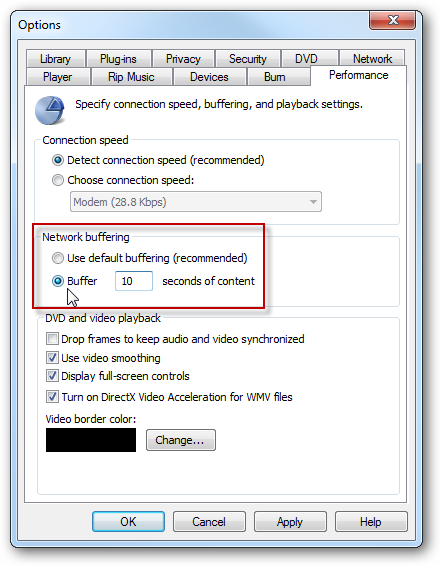 Options
Library Plug-ins Privacy Security DVD Network
Player Rip Music Devices Burn Performance
Specify connection speed, buffering, and playback settings.
Connection speed
Detect connection speed (recommended)
Choose connection speed:
Modem (28.8 Kbps)
Network buffering
Use default buffering (recommended)
Buffer 10 seconds of content
DVD and video playback
Drop frames to keep audio and video synchronized
Use video smoothing
Display full-screen controls
Turn on DirectX Video Acceleration for WMV files
Video border color:
Change...
OK Cancel Apply Help